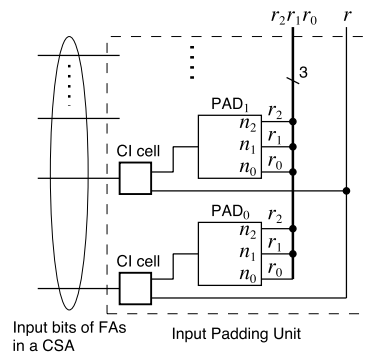 r₂r₁r₀ r
3
PAD₁
n₂ r₂
n₁ r₁
n₀ r₀
CI cell
PAD₀
n₂ r₂
n₁ r₁
n₀ r₀
CI cell
Input bits of FAs
in a CSA
Input Padding Unit